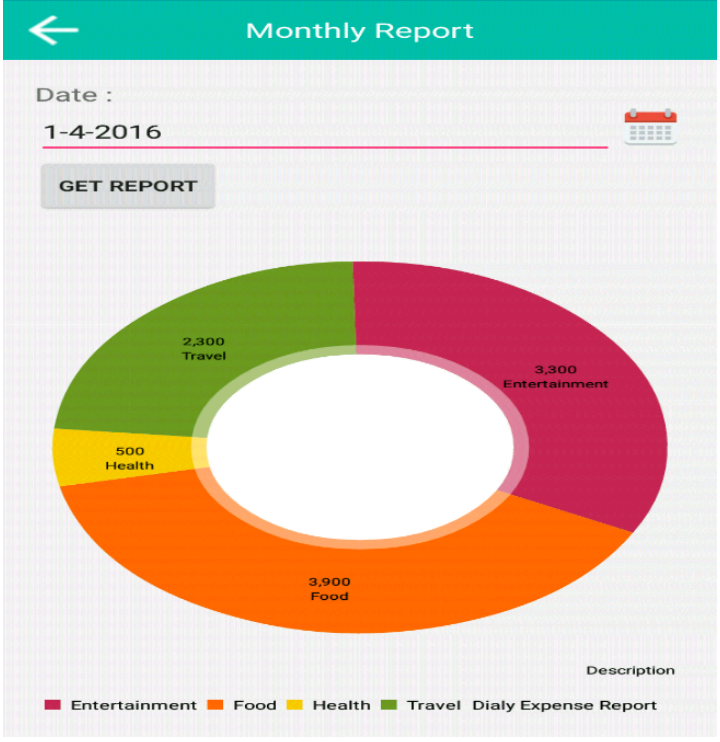 Monthly Report
Date :
1-4-2016
GET REPORT
2,300
Travel
3,300
Entertainment
500
Health
3,900
Food
Description
Entertainment Food Health Travel Dialy Expense Report